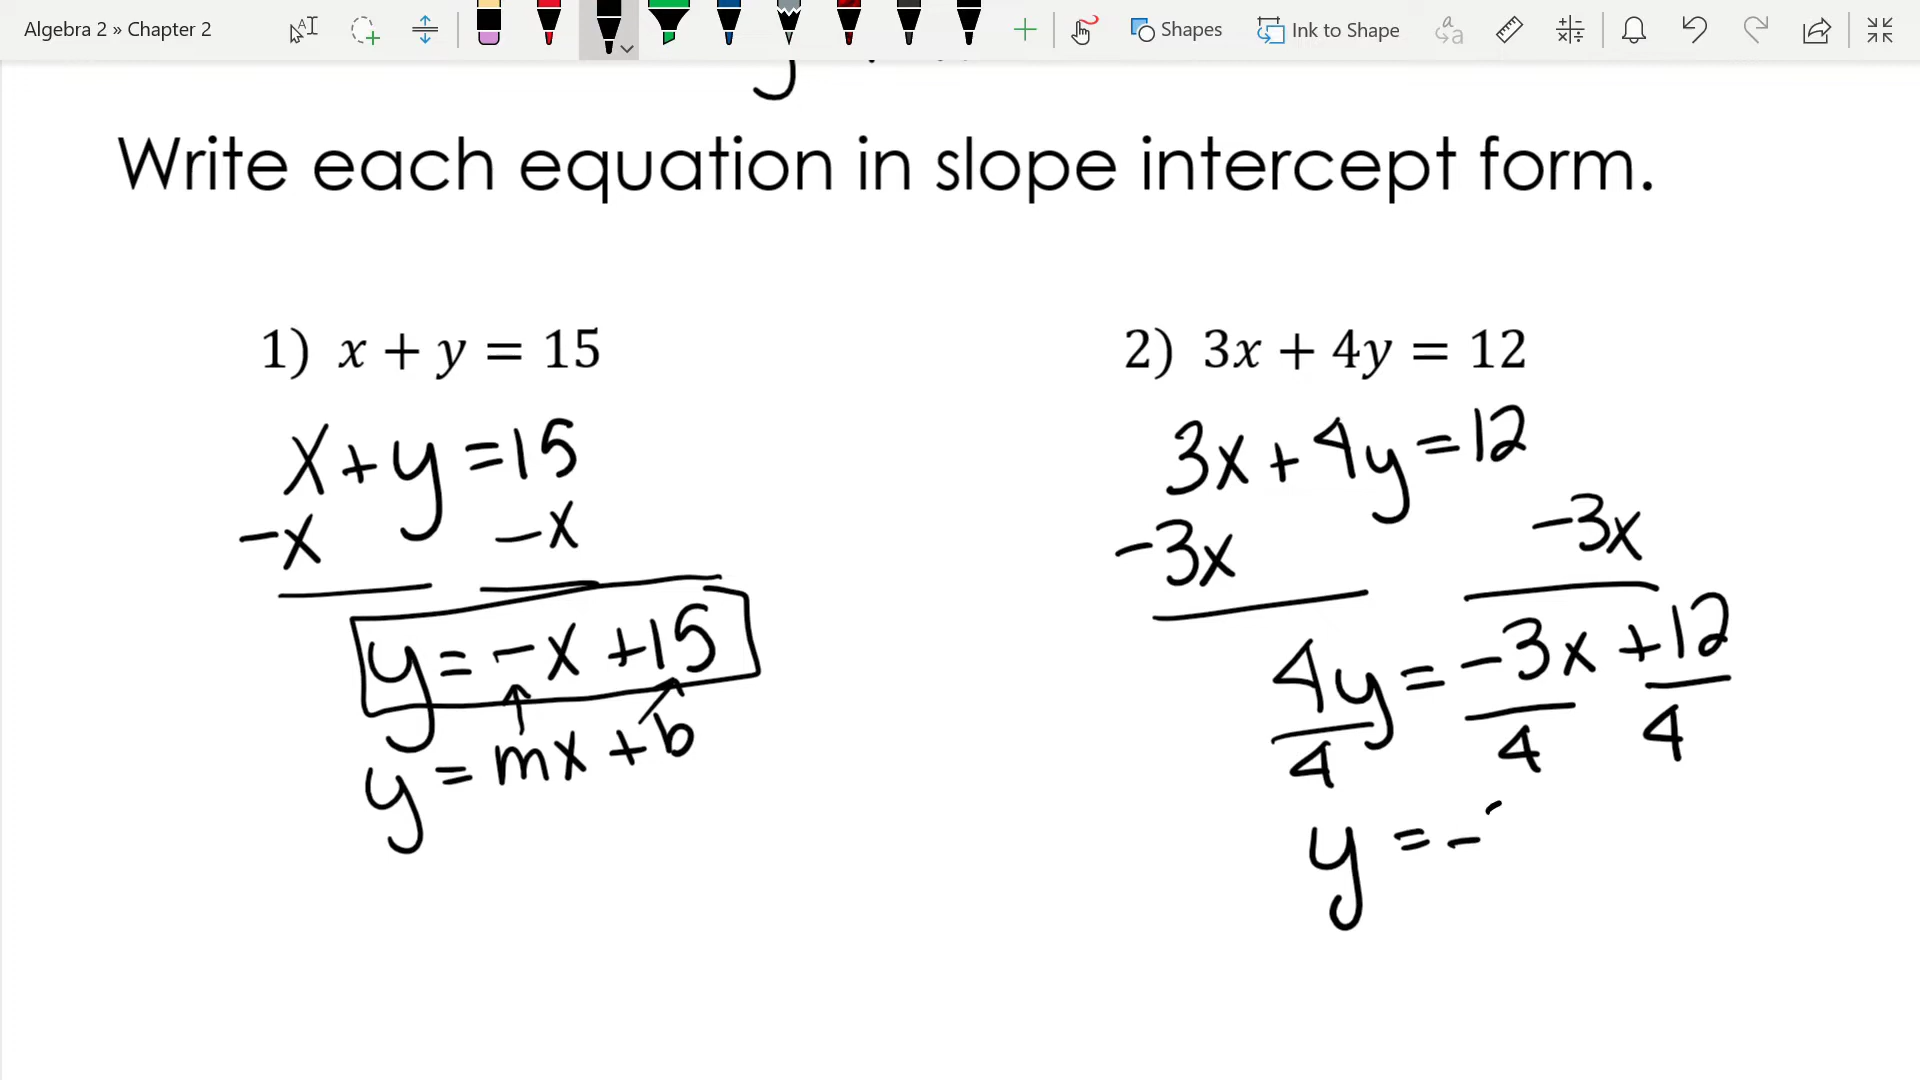 Algebra 2 » Chapter 2
Shapes
Ink to Shape
Write each equation in slope intercept form.
1) x + y = 15
x+y=15
-x -x
y=-x+15
y=mx+b
2) 3x + 4y = 12
3x+4y=12
-3x -3x
4y=-3x+12
4 4 4
y=-